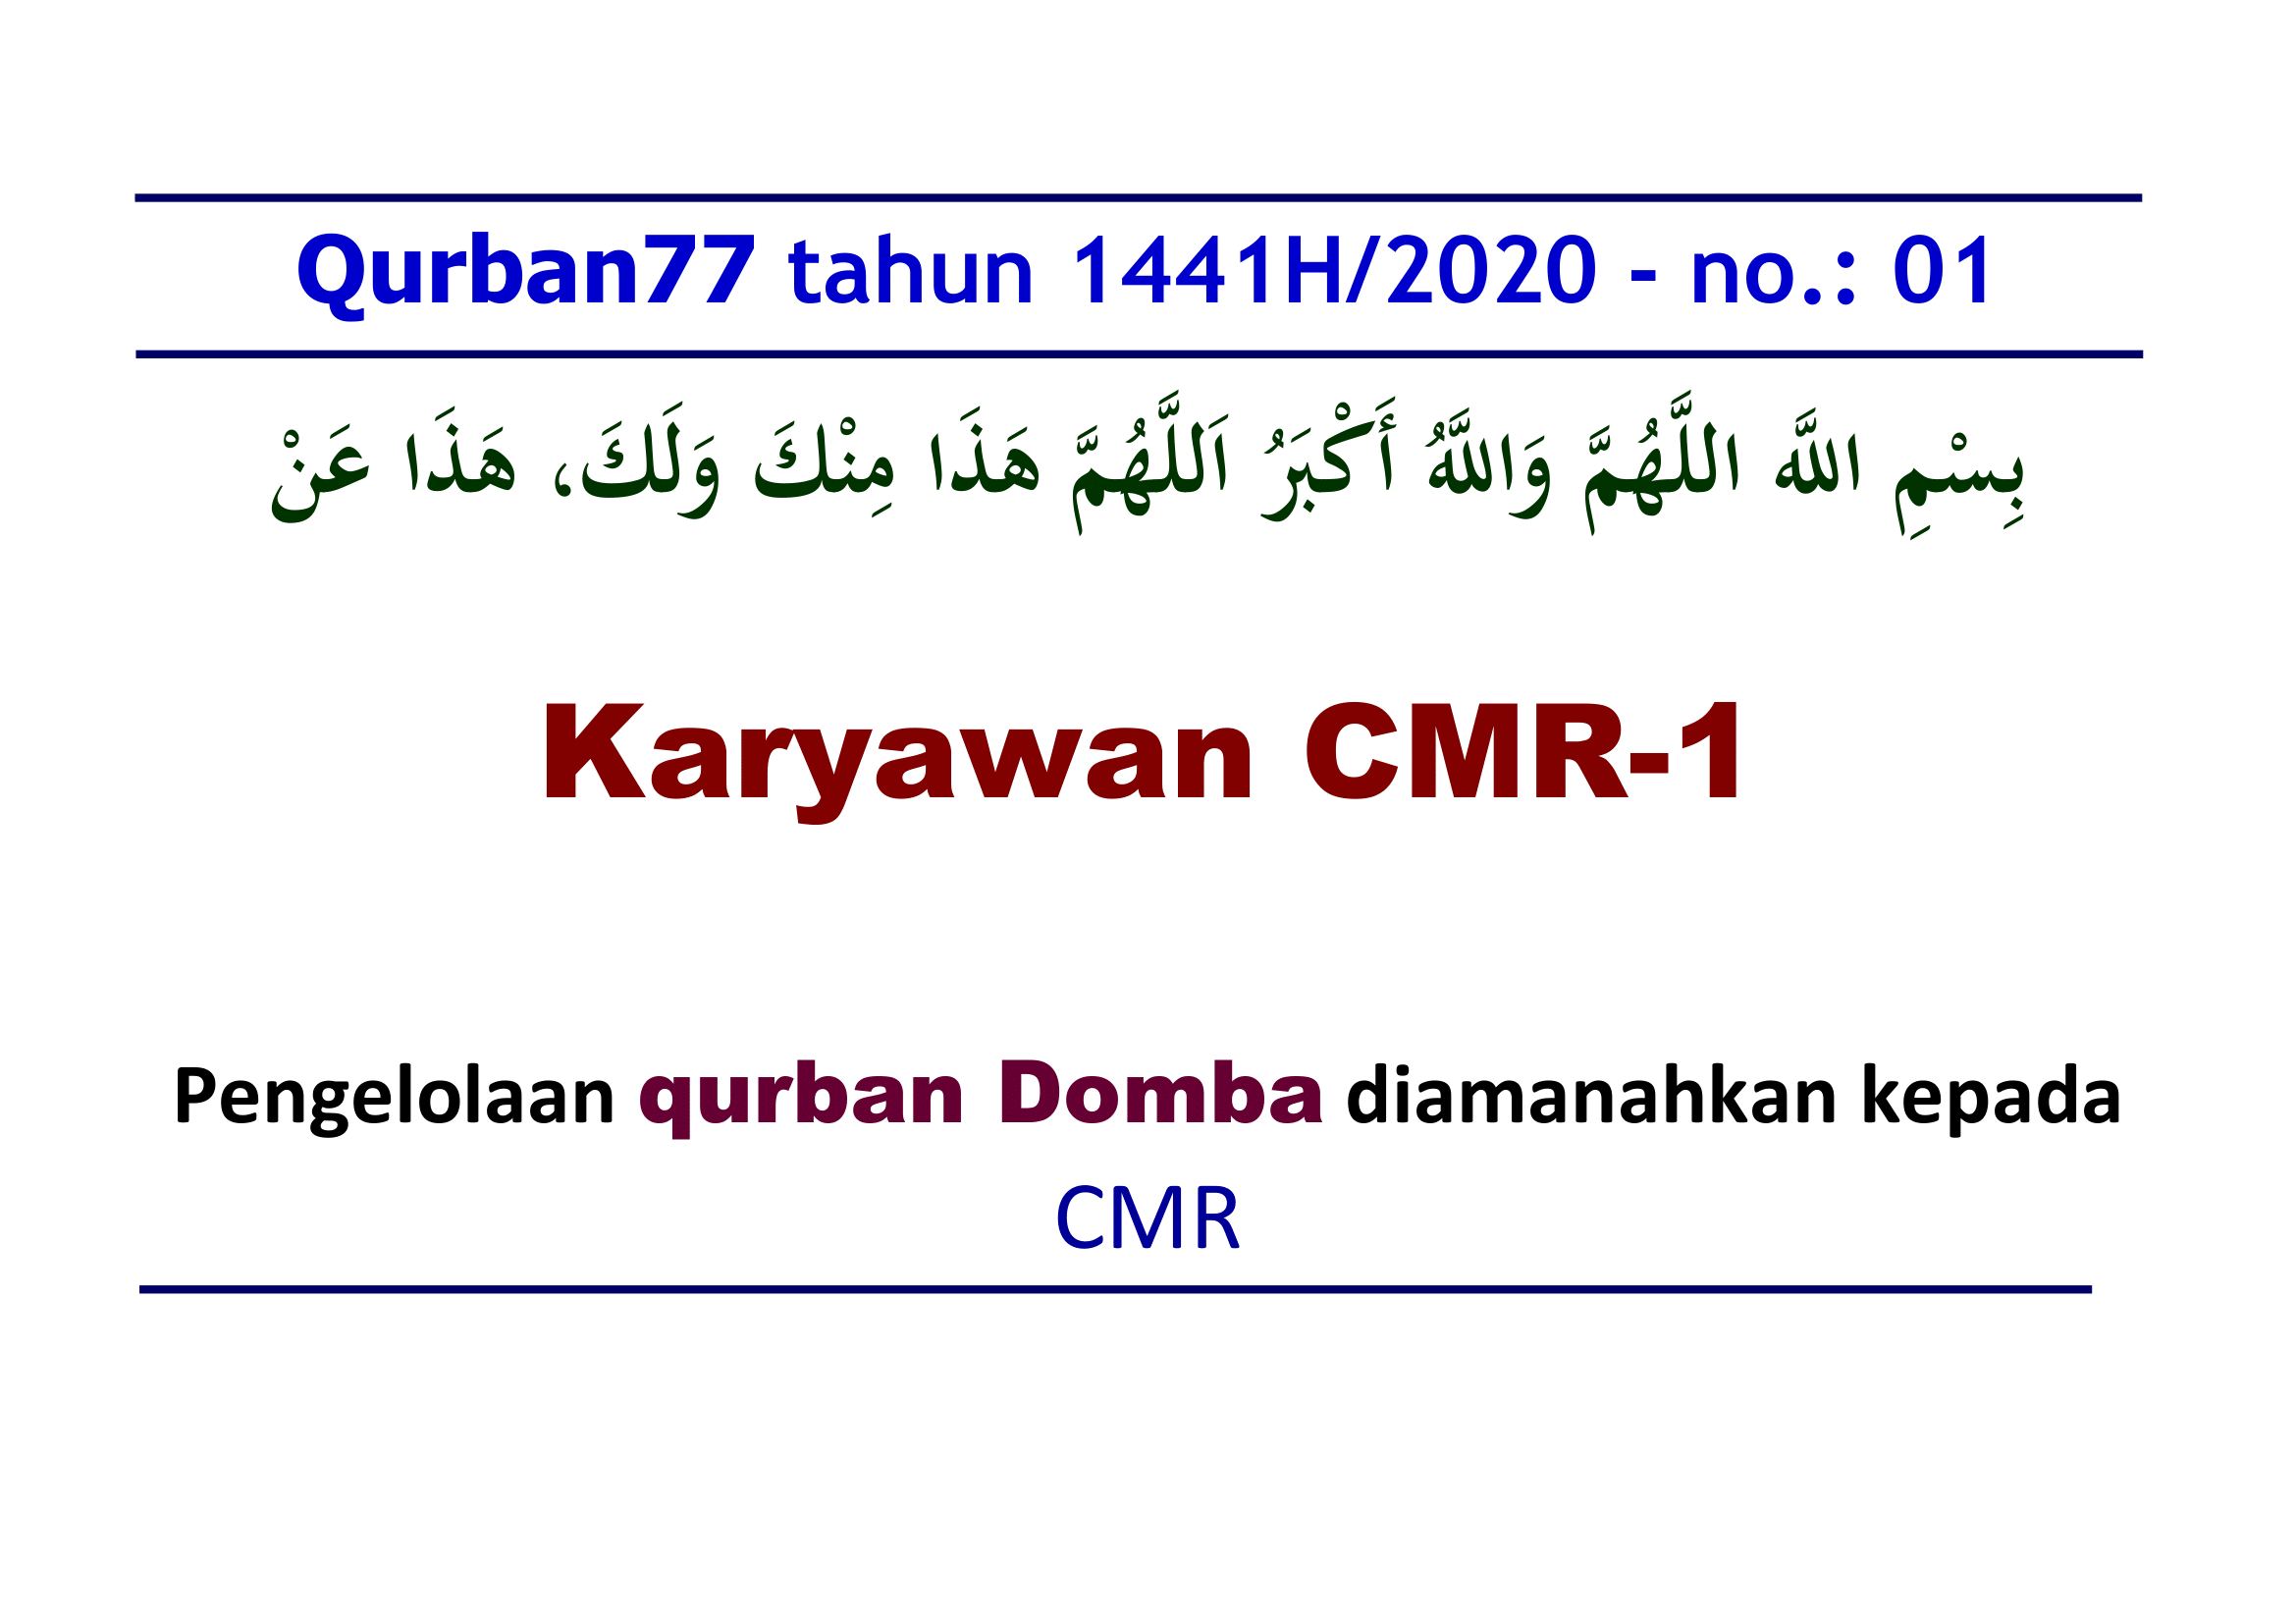 Qurban77 tahun 1441H/2020 - no.: 01
بِسْمِ اللَّه اللَّهُمَّ وَاللَّهُ أَكْبَرُ اَللَّهُمَّ هَذَا مِنْكَ وَلَكَ، هَذَا عَنْ
Karyawan CMR-1
Pengelolaan qurban Domba diamanahkan kepada
CMR